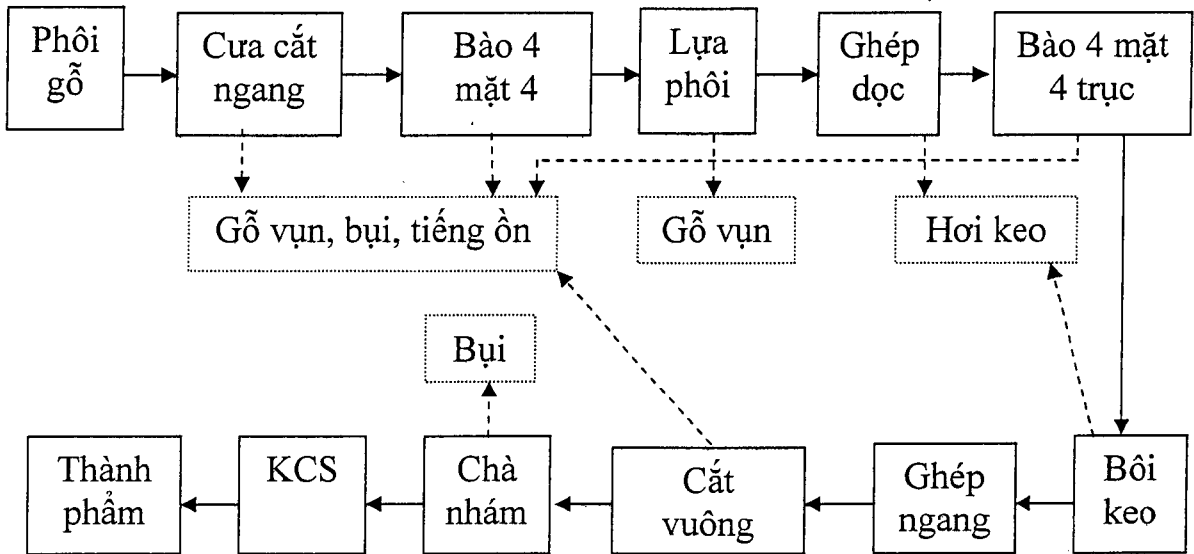 Phôi
gỗ
Cưa cắt
ngang
Bào 4
mặt 4
Lựa
phôi
Ghép
dọc
Bào 4 mặt
4 trục
Gỗ vụn, bụi, tiếng ồn
Gỗ vụn
Hơi keo
Bụi
Thành
phẩm
KCS
Chà
nhám
Cắt
vuông
Ghép
ngang
Bôi
keo